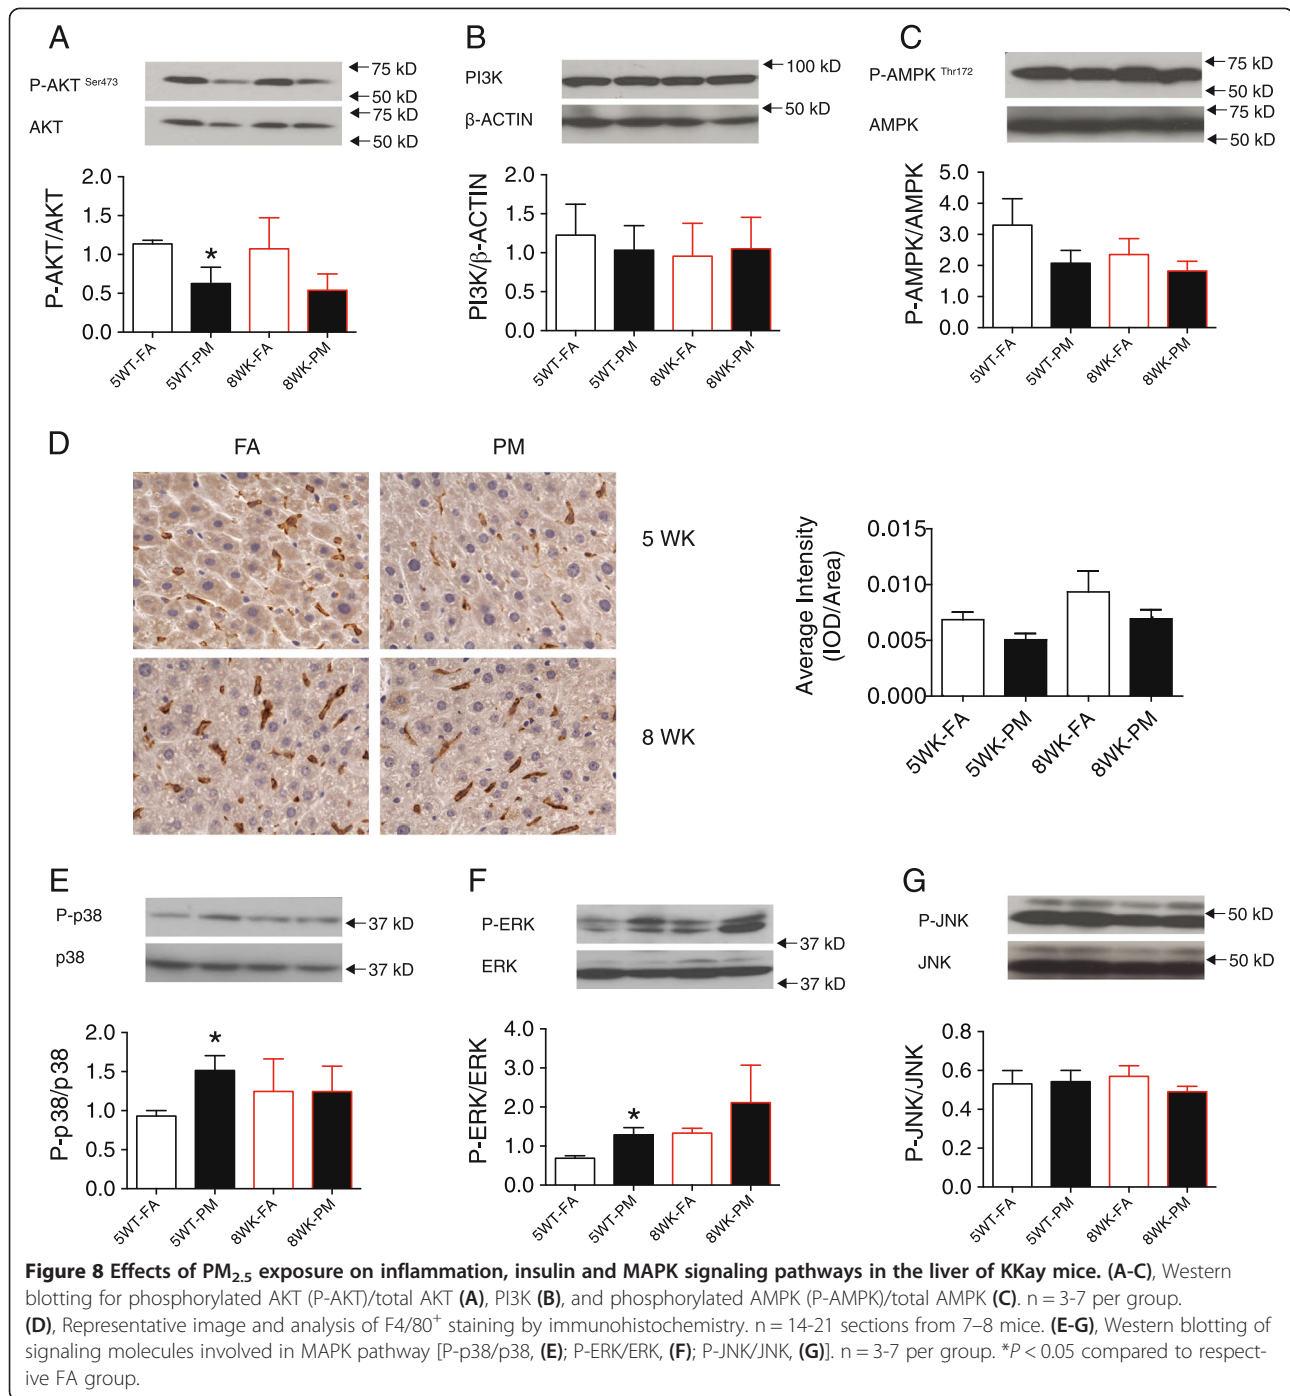 A
P-AKT Ser473
AKT
75 kD
50 kD
75 kD
50 kD
P-AKT/AKT
2.0
1.5
1.0
0.5
0.0
*
5WT-FA
5WT-PM
8WK-FA
8WK-PM
B
PI3K
β-ACTIN
100 kD
50 kD
PI3K/β-ACTIN
2.0
1.5
1.0
0.5
0.0
5WT-FA
5WT-PM
8WK-FA
8WK-PM
C
P-AMPK Thr172
AMPK
75 kD
50 kD
75 kD
50 kD
P-AMPK/AMPK
5.0
4.0
3.0
2.0
1.0
0.0
5WT-FA
5WT-PM
8WK-FA
8WK-PM
D
FA
PM
5 WK
8 WK
Average Intensity
(IOD/Area)
0.015
0.010
0.005
0.000
5WK-FA
5WK-PM
8WK-FA
8WK-PM
E
P-p38
p38
37 kD
37 kD
P-p38/p38
2.0
1.5
1.0
0.5
0.0
*
5WT-FA
5WT-PM
8WK-FA
8WK-PM
F
P-ERK
ERK
37 kD
37 kD
P-ERK/ERK
4.0
3.0
2.0
1.0
0.0
*
5WT-FA
5WT-PM
8WK-FA
8WK-PM
G
P-JNK
JNK
50 kD
50 kD
P-JNK/JNK
0.8
0.6
0.4
0.2
0.0
5WT-FA
5WT-PM
8WK-FA
8WK-PM
Figure 8 Effects of PM2.5 exposure on inflammation, insulin and MAPK signaling pathways in the liver of KKay mice. (A-C), Western
blotting for phosphorylated AKT (P-AKT)/total AKT (A), PI3K (B), and phosphorylated AMPK (P-AMPK)/total AMPK (C). n = 3-7 per group.
(D), Representative image and analysis of F4/80+ staining by immunohistochemistry. n = 14-21 sections from 7–8 mice. (E-G), Western blotting of
signaling molecules involved in MAPK pathway [P-p38/p38, (E); P-ERK/ERK, (F); P-JNK/JNK, (G)]. n = 3-7 per group. *P < 0.05 compared to respect-
ive FA group.